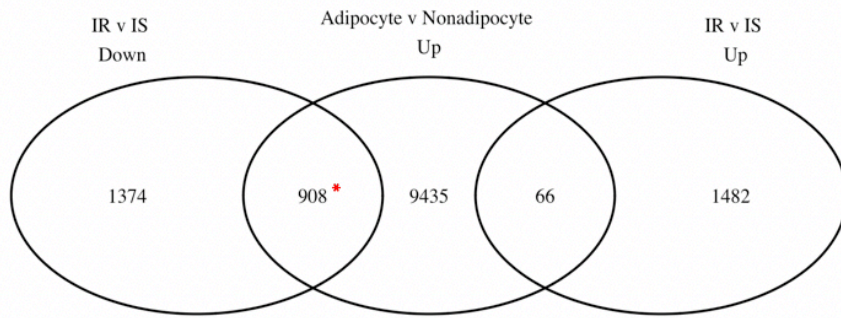 IR v IS
Down
Adipocyte v Nonadipocyte
Up
IR v IS
Up
1374
908 *
9435
66
1482